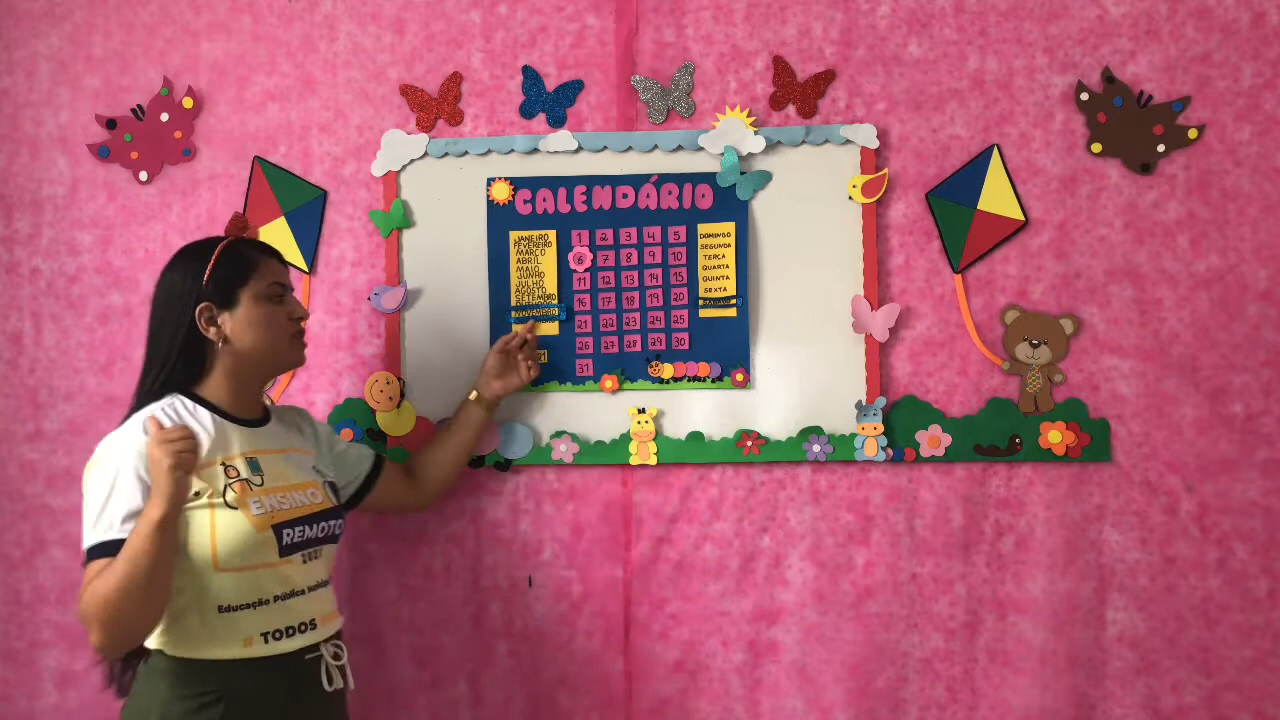 CALENDÁRIO
JANEIRO
FEVEREIRO
MARÇO
ABRIL
MAIO
JUNHO
JULHO
AGOSTO
SETEMBRO
NOVEMBRO
1 2 3 4 5
6 7 8 9 10
11 12 13 14 15
16 17 18 19 20
21 22 23 24 25
26 27 28 29 30
31
DOMINGO
SEGUNDA
TERÇA
QUARTA
QUINTA
SEXTA
SÁBADO
21
ENSINO
REMOTO
2021
Educação Pública
# TODOS